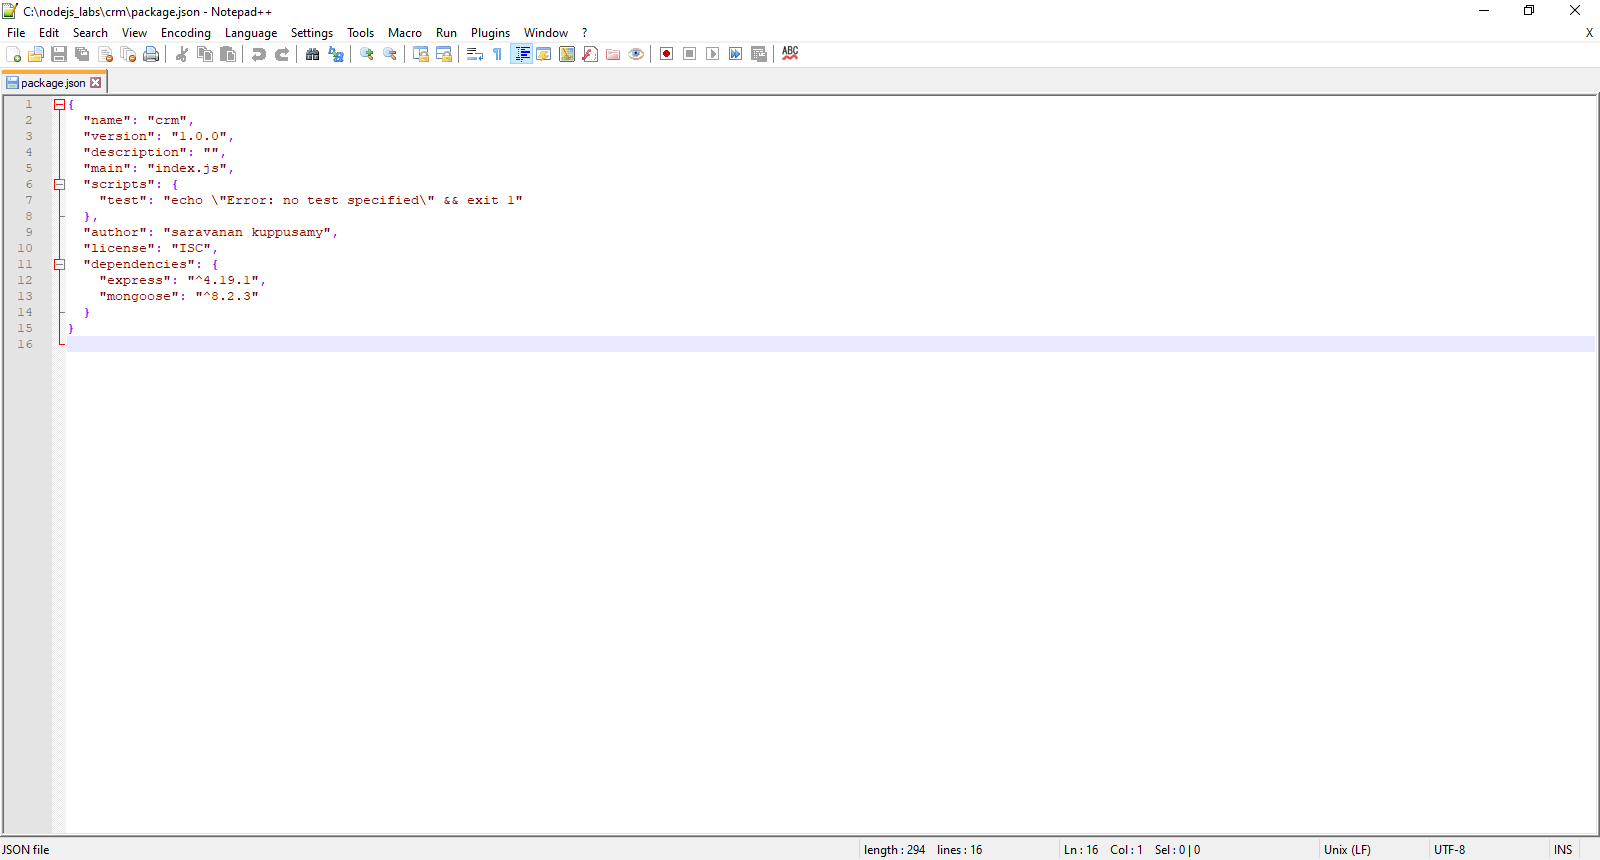 C:\nodejs_labs\crm\package.json - Notepad++
File Edit Search View Encoding Language Settings Tools Macro Run Plugins Window ? X
ABC
package.json
1 {
2 "name": "crm",
3 "version": "1.0.0",
4 "description": "",
5 "main": "index.js",
6 "scripts": {
7 "test": "echo \"Error: no test specified\" && exit 1"
8 },
9 "author": "saravanan kuppusamy",
10 "license": "ISC",
11 "dependencies": {
12 "express": "^4.19.1",
13 "mongoose": "^8.2.3"
14 }
15 }
16
JSON file length : 294 lines : 16 Ln : 16 Col : 1 Sel : 0 | 0 Unix (LF) UTF-8 INS